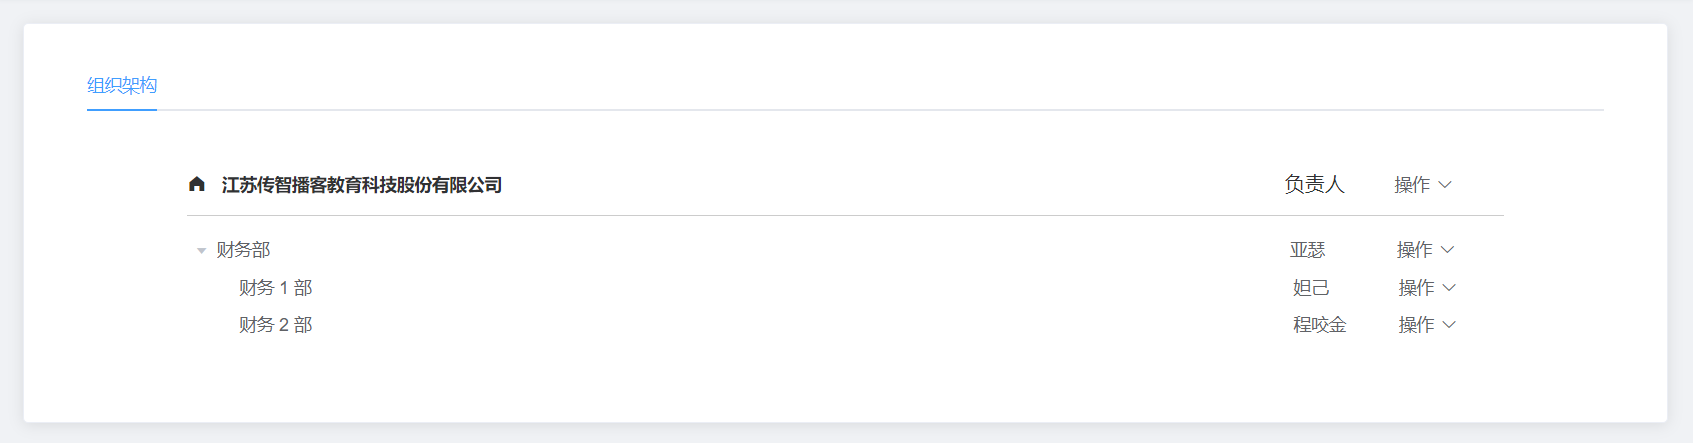 组织架构
江苏传智播客教育科技股份有限公司 负责人 操作
财务部 亚瑟 操作
财务 1 部 妲己 操作
财务 2 部 程咬金 操作